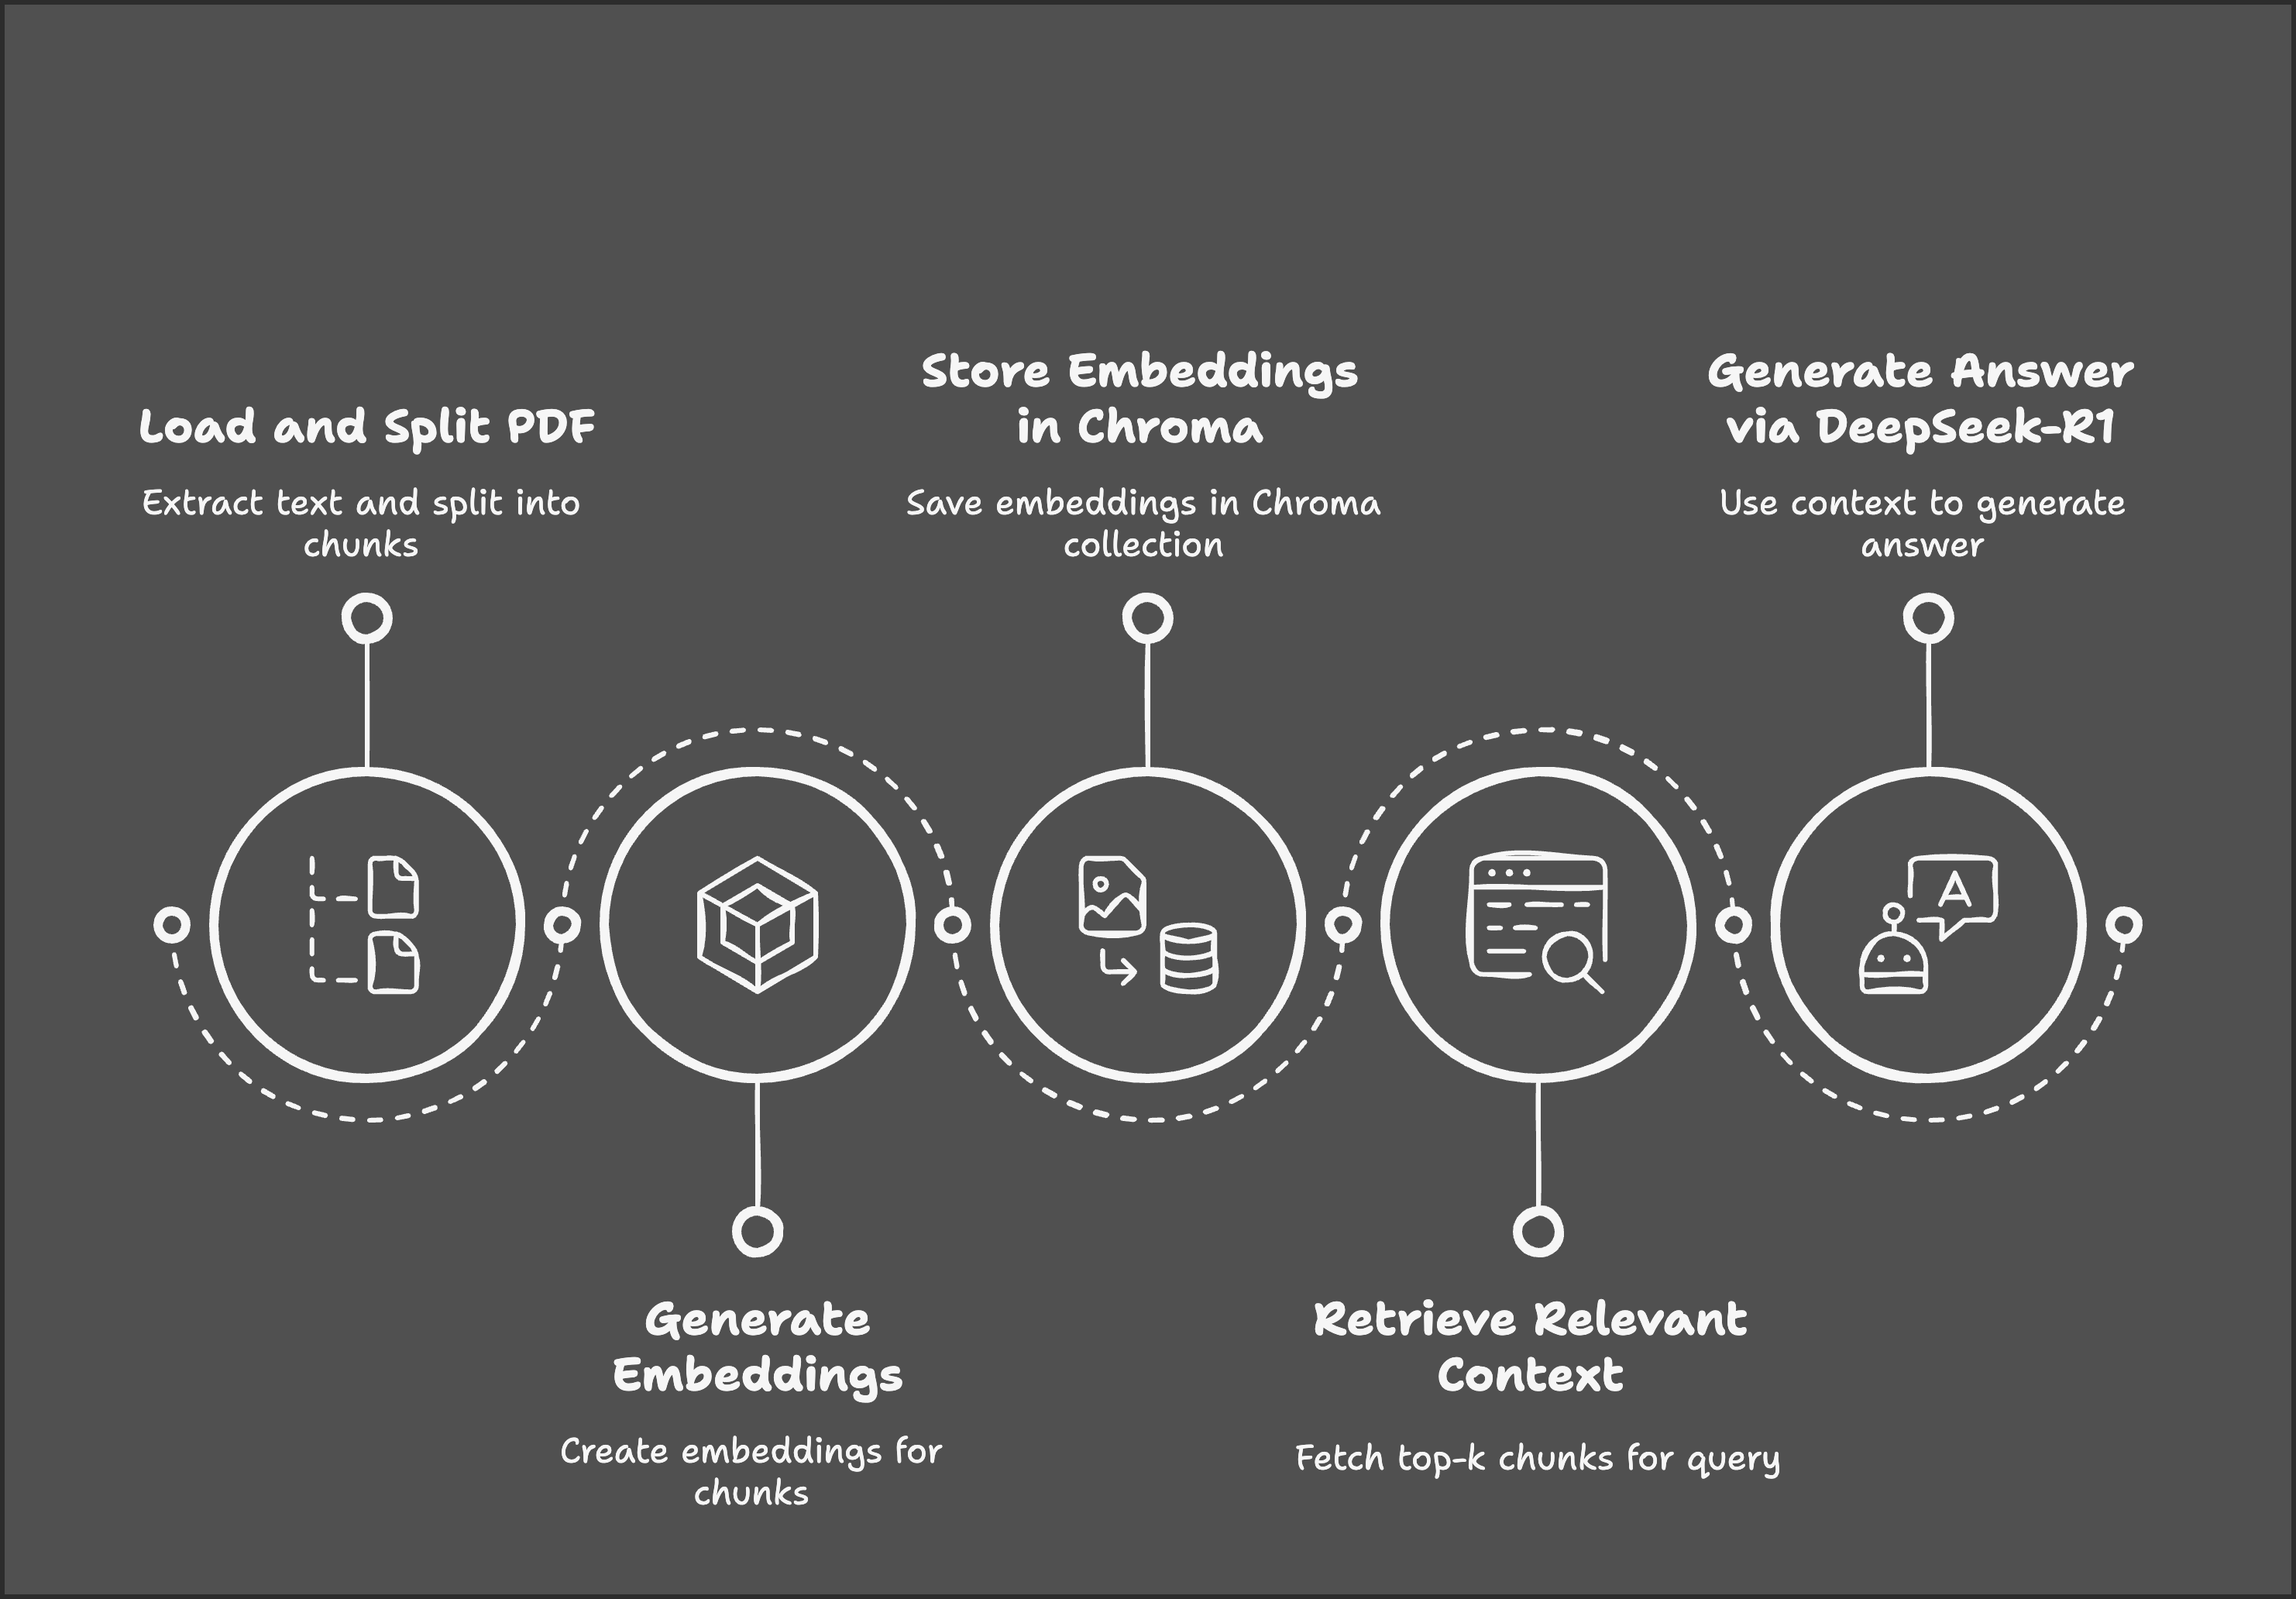 Load and Split PDF
Extract text and split into
chunks
Generate
Embeddings
Create embeddings for
chunks
Store Embeddings
in Chroma
Save embeddings in Chroma
collection
Retrieve Relevant
Context
Fetch top-k chunks for query
Generate Answer
via DeepSeek-R1
Use context to generate
answer
A